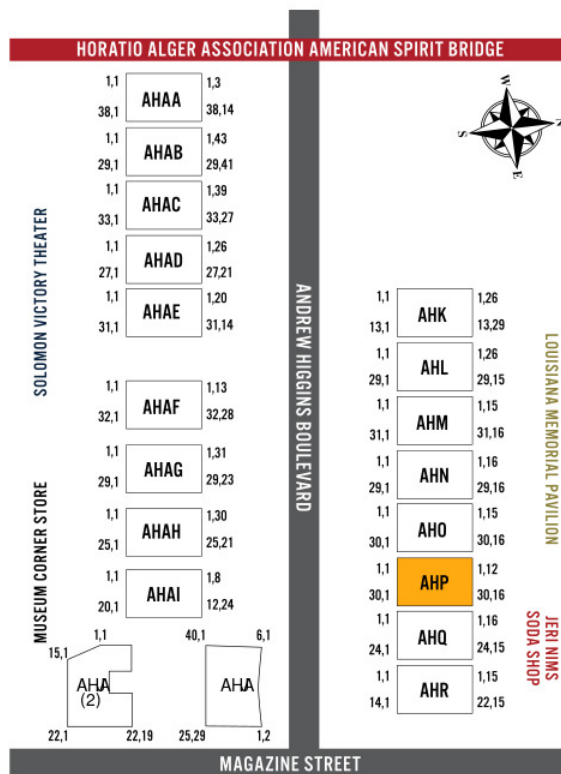 HORATIO ALGER ASSOCIATION AMERICAN SPIRIT BRIDGE
W
S
N
E
1,1 AHAA 1,3
38,1 38,14
1,1 AHAB 1,43
29,1 29,41
1,1 AHAC 1,39
33,1 33,27
1,1 AHAD 1,26
27,1 27,21
1,1 AHAE 1,20
31,1 31,14
1,1 AHAF 1,13
32,1 32,28
1,1 AHAG 1,31
29,1 29,23
1,1 AHAH 1,30
25,1 25,21
1,1 AHAI 1,8
20,1 12,24
1,1
15,1
AHA
(2)
22,1 22,19
40,1 6,1
AHA
25,29 1,2
SOLOMON VICTORY THEATER
MUSEUM CORNER STORE
ANDREW HIGGINS BOULEVARD
1,1 AHK 1,26
13,1 13,29
1,1 AHL 1,26
29,1 29,15
1,1 AHM 1,15
31,1 31,16
1,1 AHN 1,16
29,1 29,16
1,1 AHO 1,15
30,1 30,16
1,1 AHP 1,12
30,1 30,16
1,1 AHQ 1,16
24,1 24,15
1,1 AHR 1,15
14,1 22,15
LOUISIANA MEMORIAL PAVILION
JERI NIMS
SODA SHOP
MAGAZINE STREET